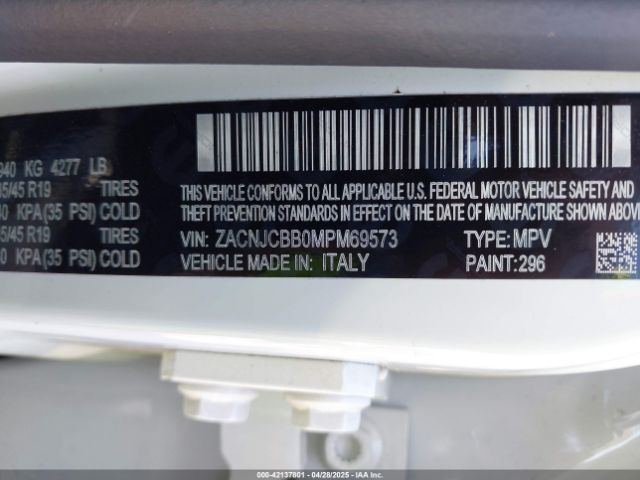 KG 4277 LB
R19 TIRES
KPA(35 PSI) COLD
R19 TIRES
KPA(35 PSI) COLD
THIS VEHICLE CONFORMS TO ALL APPLICABLE U.S. FEDERAL MOTOR VEHICLE SAFETY
AND THEFT PREVENTION STANDARDS IN EFFECT ON THE DATE OF MANUFACTURE SHOWN A
VIN: ZACNJCBB0MPM69573 TYPE: MPV
VEHICLE MADE IN: ITALY PAINT:296
000-42137801 - 04/28/2025 - IAAI, Inc.